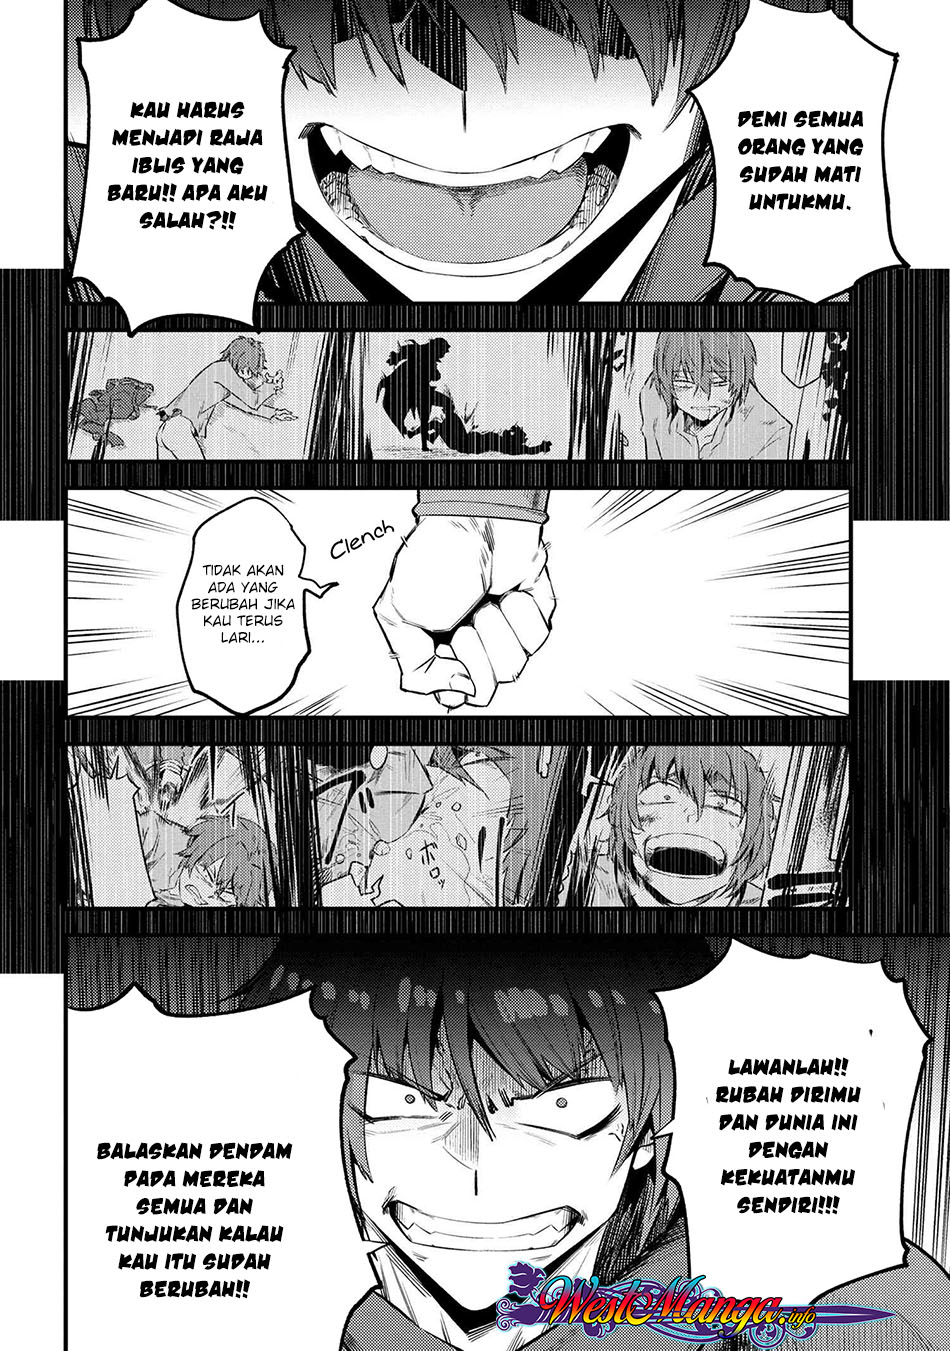 DEMI SEMUA
ORANG YANG
SUDAH MATI
UNTUKMU.
KAU HARUS
MENJADI RAJA
IBLIS YANG
BARU!! APA AKU
SALAH?!!
Clench
TIDAK AKAN
ADA YANG
BERUBAH JIKA
KAU TERUS
LARI...
ボロッ
LAWANLAH!!
RUBAH DIRIMU
DAN DUNIA INI
DENGAN
KEKUATANMU
SENDIRI!!!
BALASKAN DENDAM
PADA MEREKA
SEMUA DAN
TUNJUKAN KALAU
KAU ITU SUDAH
BERUBAH!!
WestManga.info